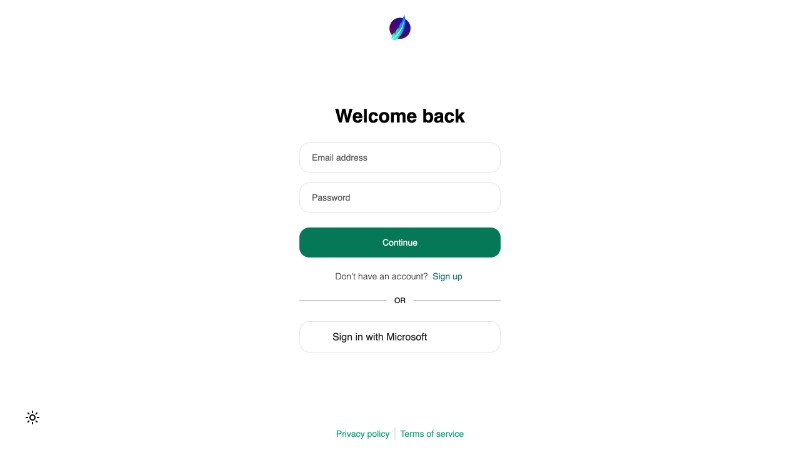 Welcome back
Email address
Password
Continue
Don't have an account? Sign up
OR
Sign in with Microsoft
Privacy policy
Terms of service